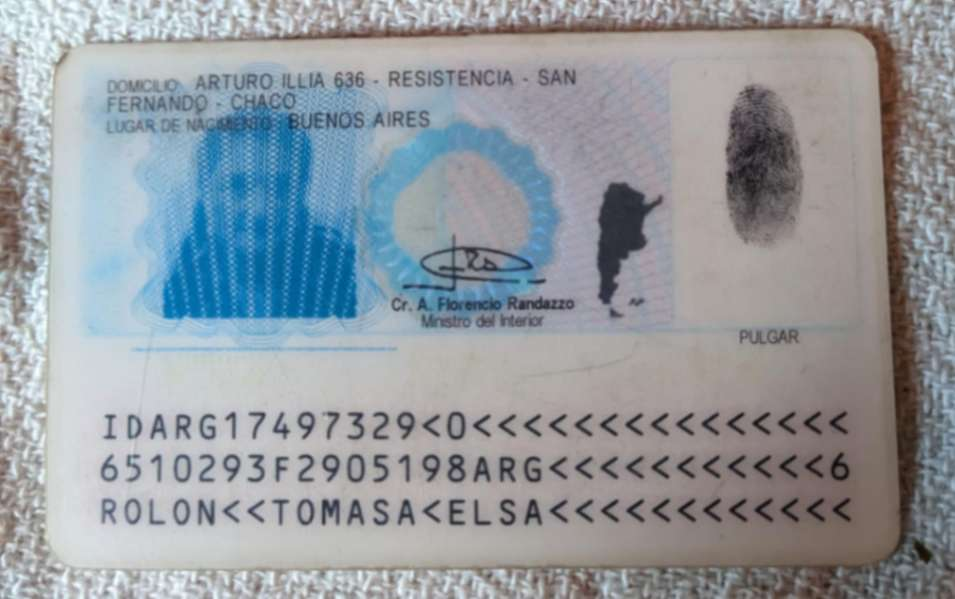 DOMICILIO: ARTURO ILLIA 636 - RESISTENCIA - SAN
FERNANDO - CHACO
LUGAR DE NACIMIENTO: BUENOS AIRES
Cr. A. Florencio Randazzo
Ministro del Interior
PULGAR
IDARG17497329<0<<<<<<<<<<<<<<<
6510293F2905198ARG<<<<<<<<<<<6
ROLON<<TOMASA<ELSA<<<<<<<<<<<<